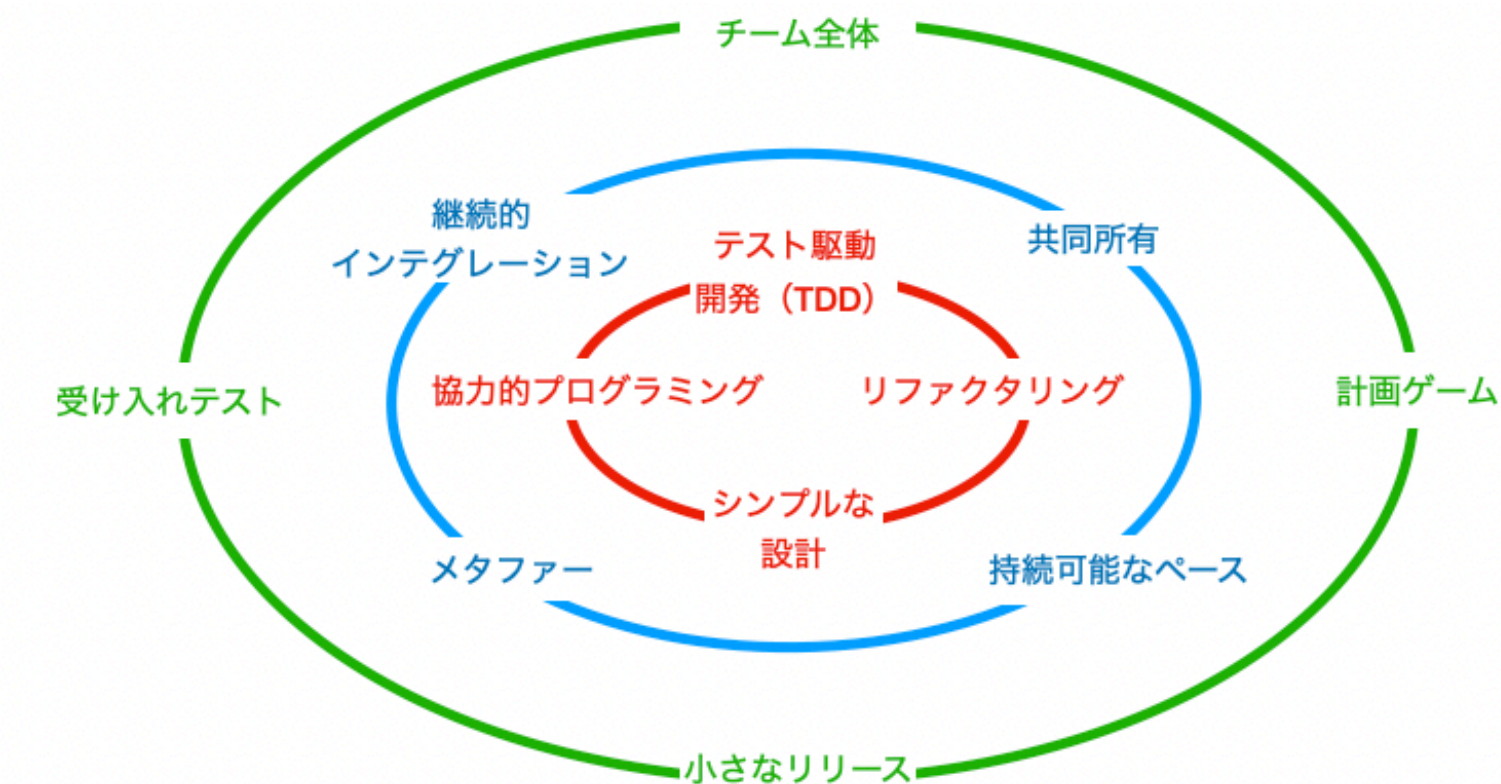 チーム全体
継続的
インテグレーション
共同所有
テスト駆動
開発（TDD）
受け入れテスト
協力的プログラミング
リファクタリング
計画ゲーム
シンプルな
設計
メタファー
持続可能なペース
小さなリリース